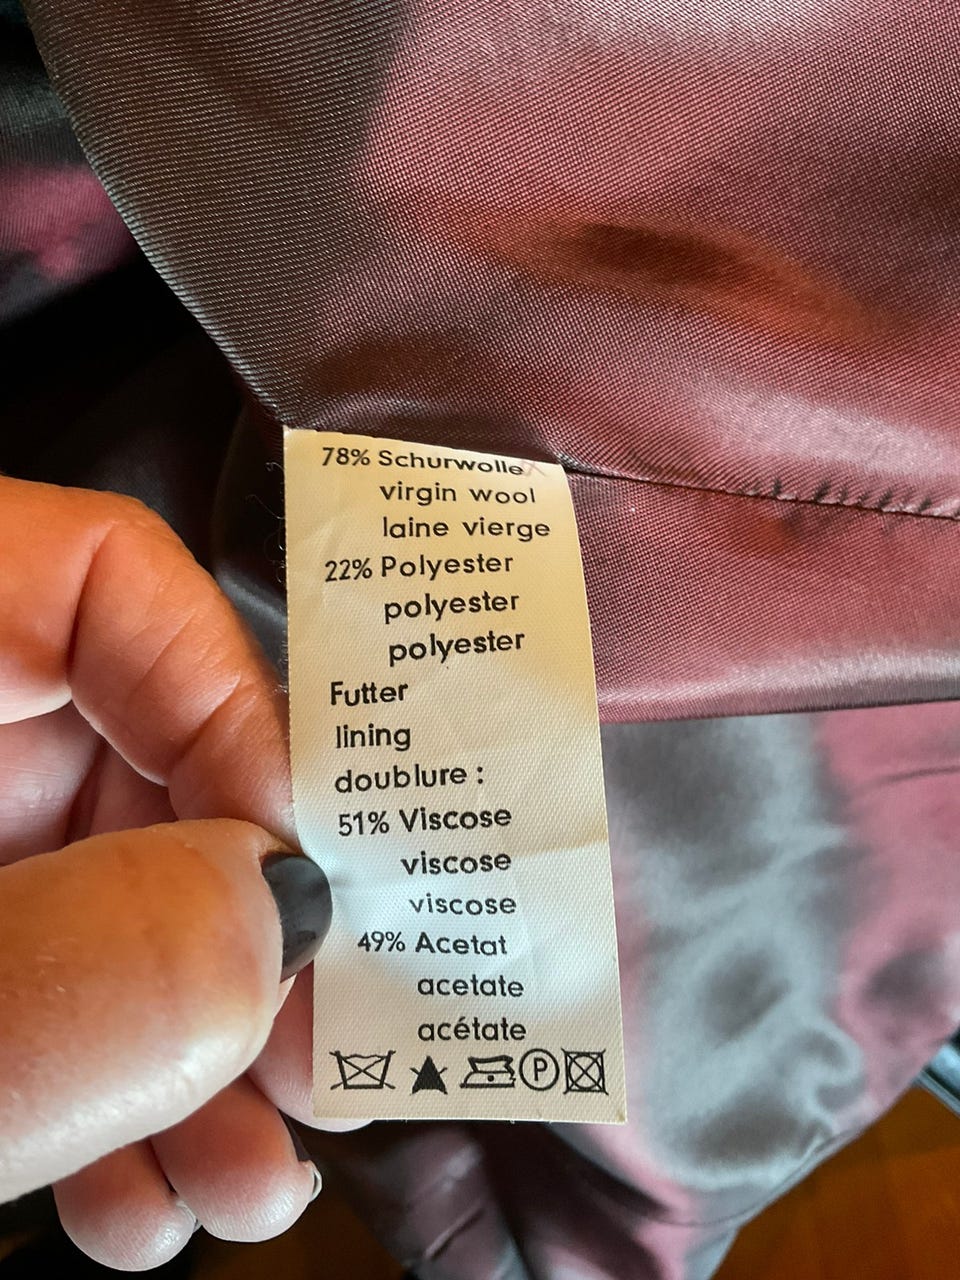 78% Schurwolle
virgin wool
laine vierge
22% Polyester
polyester
polyester
Futter
lining
doublure :
51% Viscose
viscose
viscose
49% Acetat
acetate
acétate
P